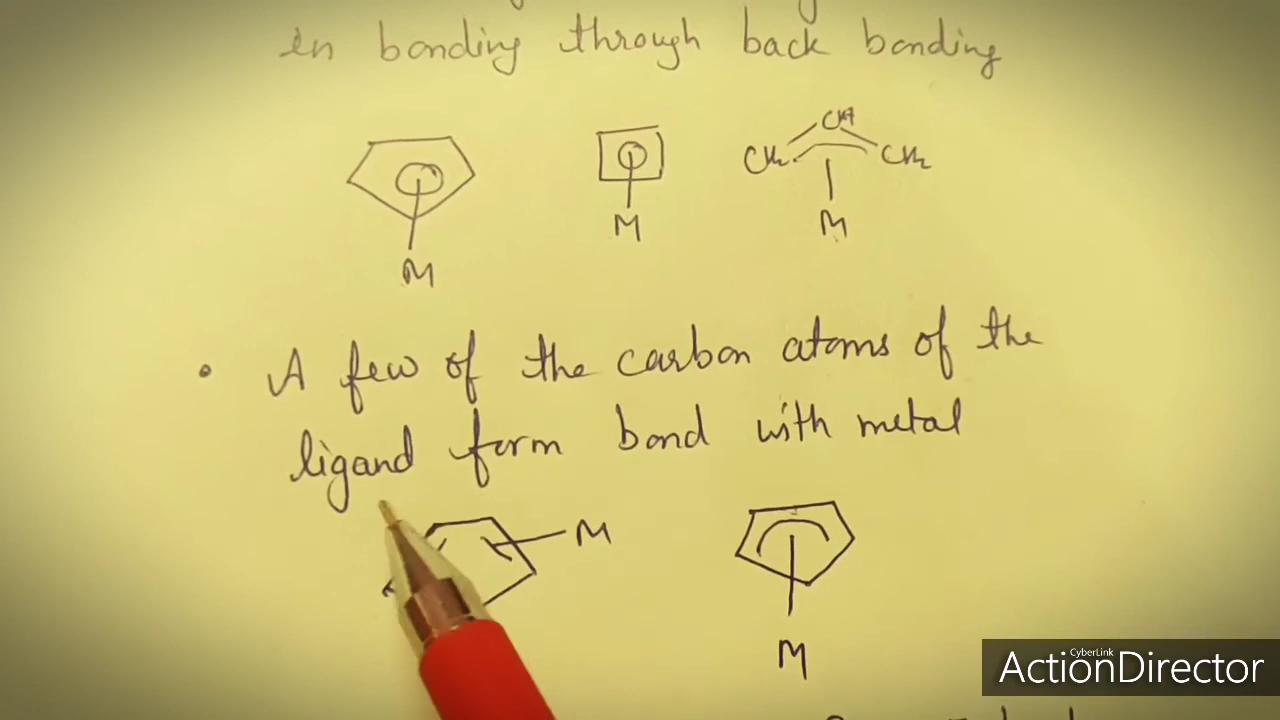 in bonding through back bonding
CH
CH₂ CH₂
M M M
• A few of the carbon atoms of the
ligand form bond with metal
M
M
CyberLink
ActionDirector